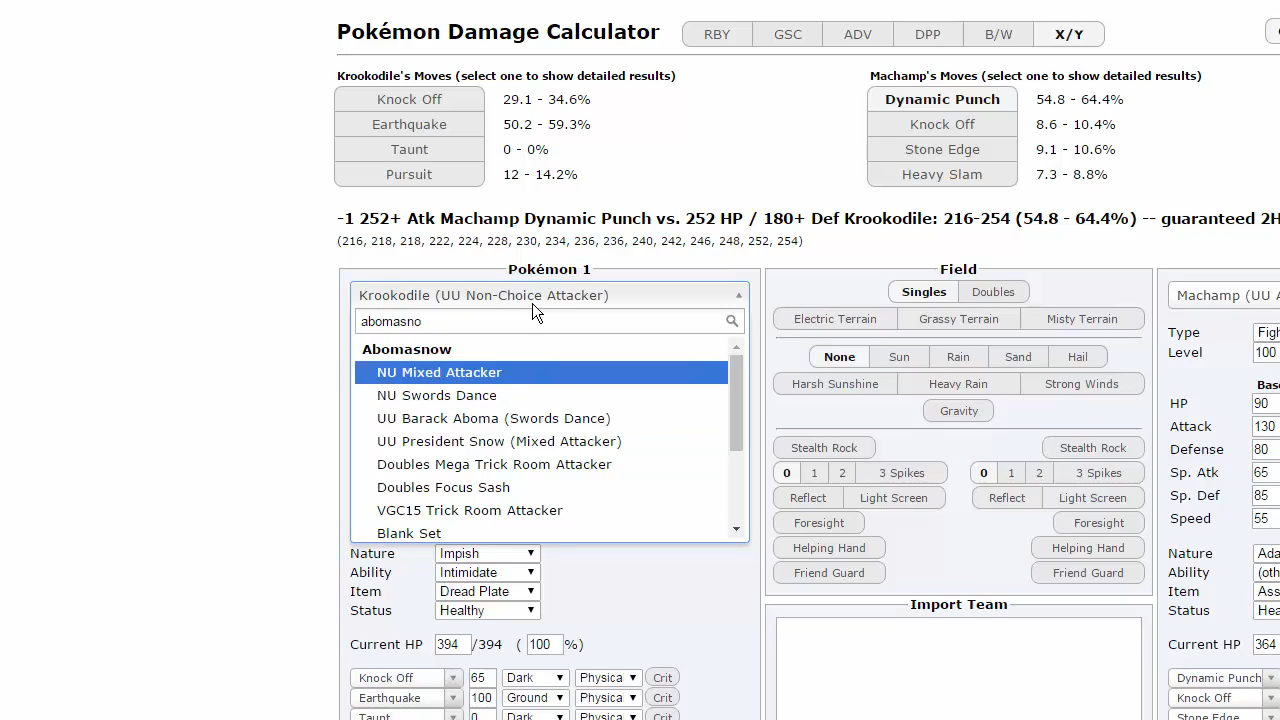 Pokémon Damage Calculator RBY GSC ADV DPP B/W X/Y
Krookodile's Moves (select one to show detailed results)
Knock Off 29.1 - 34.6%
Earthquake 50.2 - 59.3%
Taunt 0 - 0%
Pursuit 12 - 14.2%
Machamp's Moves (select one to show detailed results)
Dynamic Punch 54.8 - 64.4%
Knock Off 8.6 - 10.4%
Stone Edge 9.1 - 10.6%
Heavy Slam 7.3 - 8.8%
-1 252+ Atk Machamp Dynamic Punch vs. 252 HP / 180+ Def Krookodile: 216-254 (54.8 - 64.4%) -- guaranteed 2H
(216, 218, 218, 222, 224, 228, 230, 234, 236, 236, 240, 242, 246, 248, 252, 254)
Pokémon 1
Krookodile (UU Non-Choice Attacker)
abomasno
Abomasnow
NU Mixed Attacker
NU Swords Dance
UU Barack Aboma (Swords Dance)
UU President Snow (Mixed Attacker)
Doubles Mega Trick Room Attacker
Doubles Focus Sash
VGC15 Trick Room Attacker
Blank Set
Nature Impish
Ability Intimidate
Item Dread Plate
Status Healthy
Current HP 394 /394 ( 100 %)
Knock Off 65 Dark Physica Crit
Earthquake 100 Ground Physica Crit
Taunt 0 Dark Physica Crit
Field
Singles Doubles
Electric Terrain Grassy Terrain Misty Terrain
None Sun Rain Sand Hail
Harsh Sunshine Heavy Rain Strong Winds
Gravity
Stealth Rock Stealth Rock
0 1 2 3 Spikes 0 1 2 3 Spikes
Reflect Light Screen Reflect Light Screen
Foresight Foresight
Helping Hand Helping Hand
Friend Guard Friend Guard
Import Team
Machamp (UU A
Type Figh
Level 100
Bas
HP 90
Attack 130
Defense 80
Sp. Atk 65
Sp. Def 85
Speed 55
Nature Ada
Ability (oth
Item Ass
Status Hea
Current HP 364
Dynamic Punch
Knock Off
Stone Edge